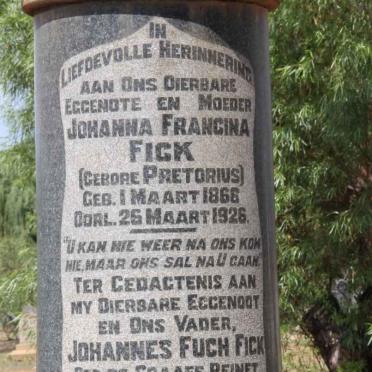 IN
LIEFDEVOLLE HERINNERING
AAN ONS DIERBARE
EGGENOTE EN MOEDER
JOHANNA FRANCINA
FICK
(GEBORE PRETORIUS)
GEB. 1 MAART 1866
OORL. 26 MAART 1926.
"U KAN NIE WEER NA ONS KOM
NIE, MAAR ONS SAL NA U GAAN."
TER GEDACTENIS AAN
MY DIERBARE EGGENOOT
EN ONS VADER,
JOHANNES FUCH FICK
GRAAFF REINET